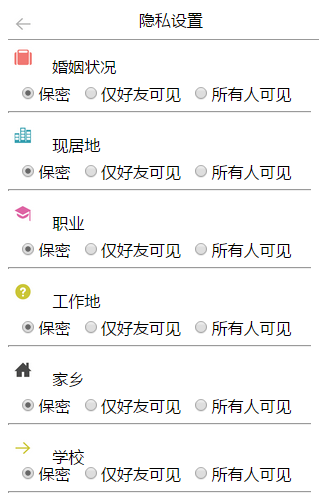 隐私设置
婚姻状况
保密 仅好友可见 所有人可见
现居地
保密 仅好友可见 所有人可见
职业
保密 仅好友可见 所有人可见
工作地
保密 仅好友可见 所有人可见
家乡
保密 仅好友可见 所有人可见
学校
保密 仅好友可见 所有人可见